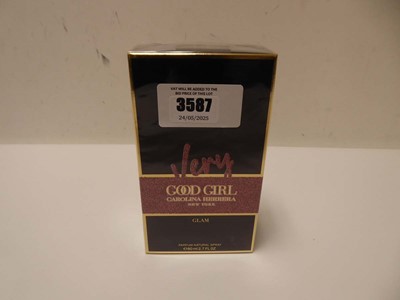 VAT WILL BE ADDED TO THE
BID PRICE OF THIS LOT
3587
24/05/2025
Very
GOOD GIRL
CAROLINA HERRERA
NEW YORK
GLAM